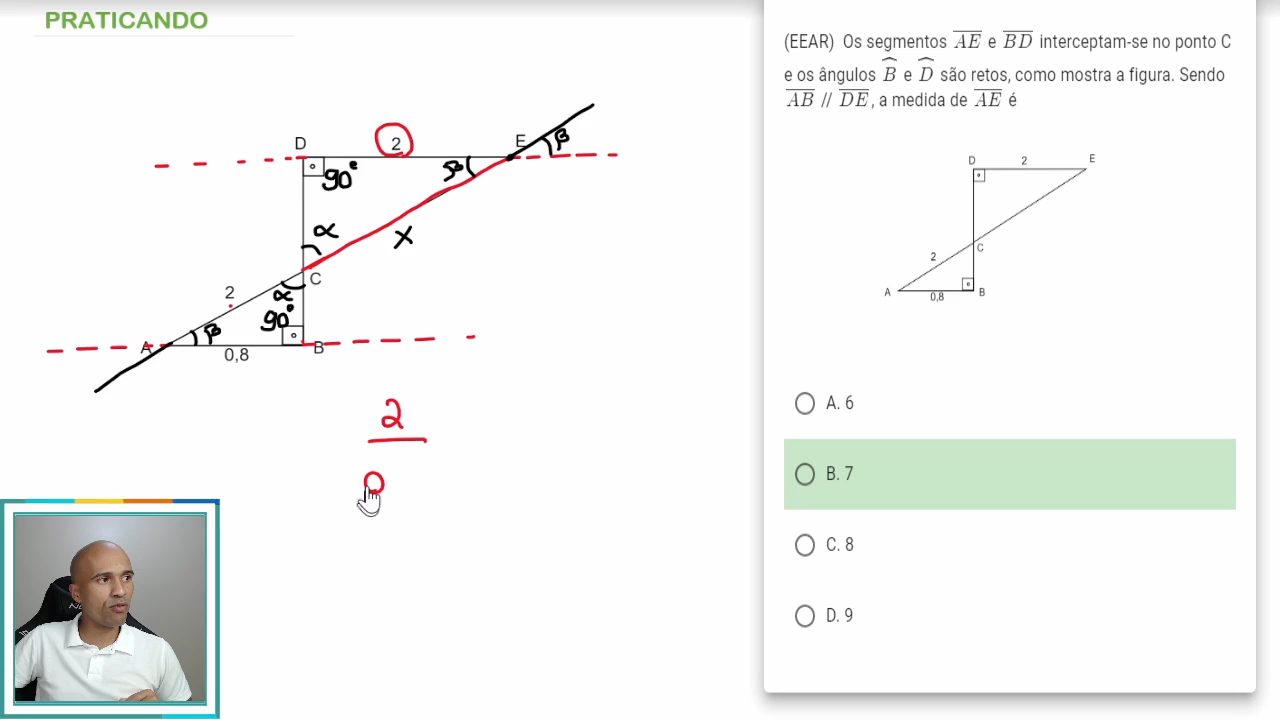 PRATICANDO
(EEAR) Os segmentos AE e BD interceptam-se no ponto C
e os ângulos B̂ e D̂ são retos, como mostra a figura. Sendo
AB // DE, a medida de AE é
D 2 E β
90° β
α
x
2 C
α
90°
β
A 0,8 B
2
0
D 2 E
C
2
A 0,8 B
A. 6
B. 7
C. 8
D. 9